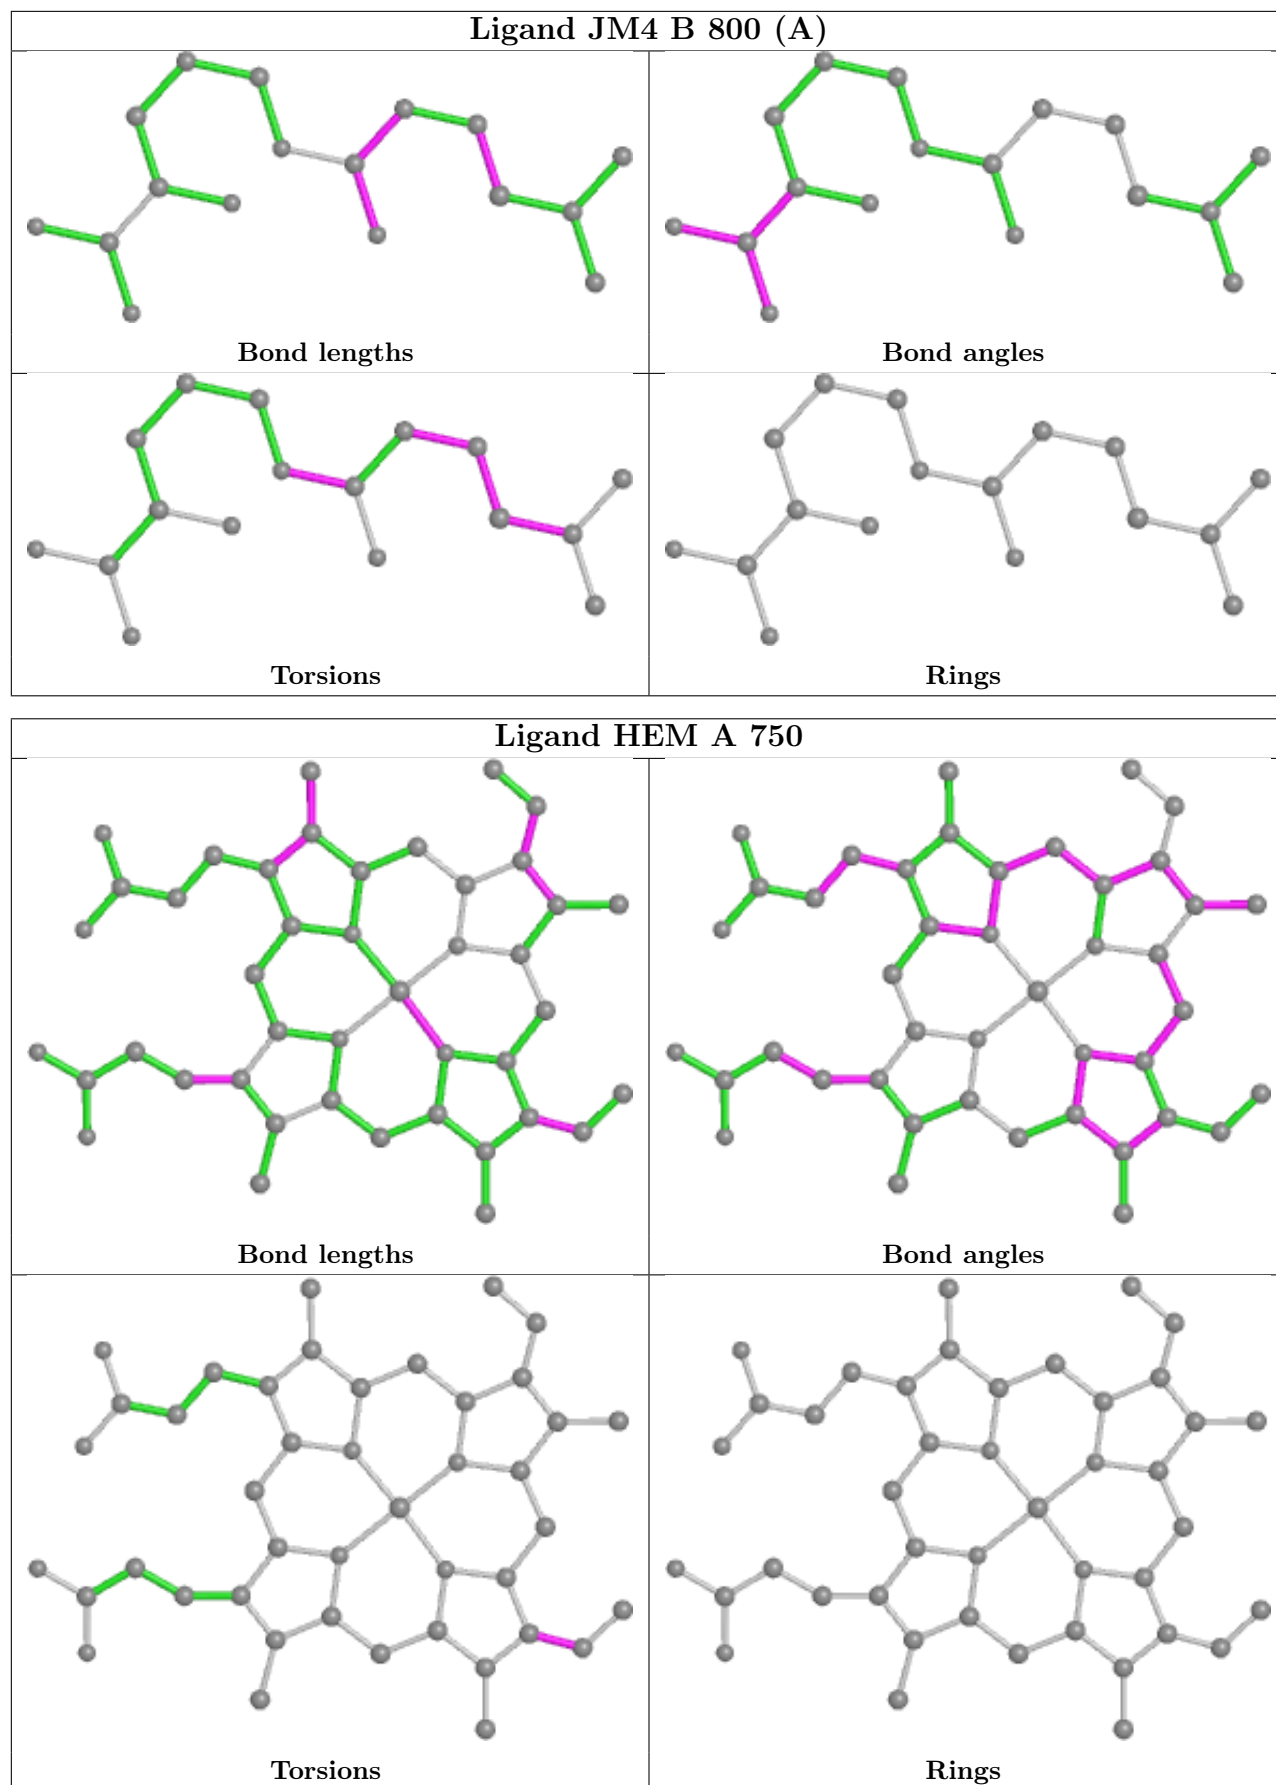 Ligand JM4 B 800 (A)
Bond lengths
Bond angles
Torsions
Rings
Ligand HEM A 750
Bond lengths
Bond angles
Torsions
Rings